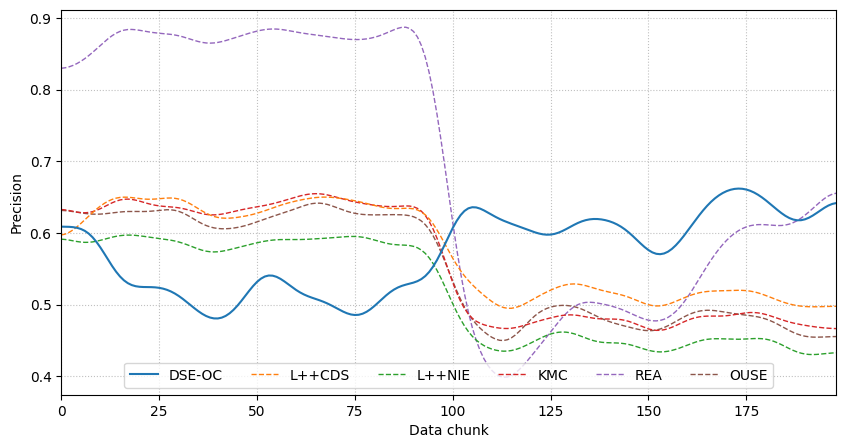 0.9
0.8
0.7
0.6
0.5
0.4
Precision
DSE-OC L++CDS L++NIE KMC REA OUSE
0 25 50 75 100 125 150 175
Data chunk